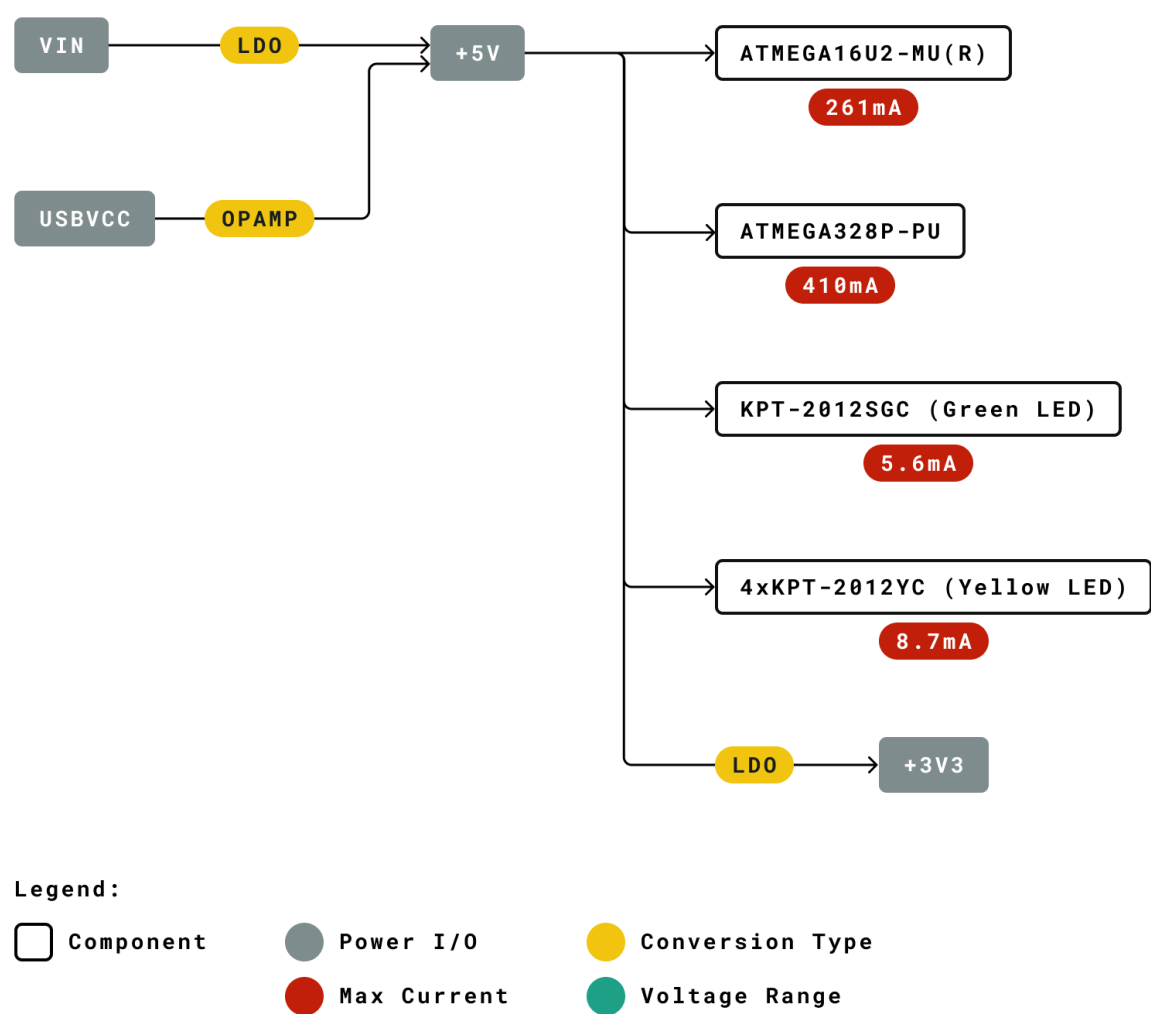 VIN
LDO
+5V
ATMEGA16U2-MU(R)
261mA
USBVCC
OPAMP
ATMEGA328P-PU
410mA
KPT-2012SGC (Green LED)
5.6mA
4xKPT-2012YC (Yellow LED)
8.7mA
LDO
+3V3
Legend:
Component
Power I/O
Conversion Type
Max Current
Voltage Range